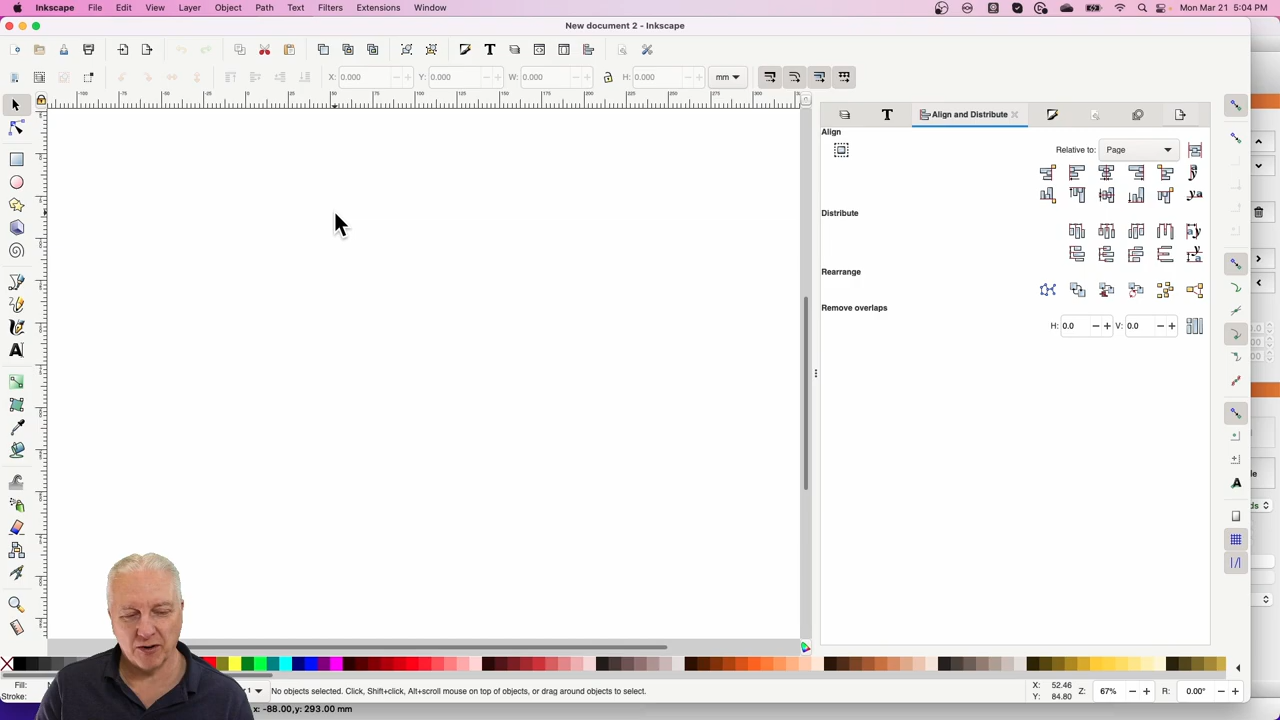 Inkscape File Edit View Layer Object Path Text Filters Extensions Window Mon Mar 21 5:04 PM
New document 2 - Inkscape
X: 0.000 Y: 0.000 W: 0.000 H: 0.000 mm
Align and Distribute
Align
Relative to: Page
Distribute
Rearrange
Remove overlaps
H: 0.0 V: 0.0
Fill:
Stroke:
No objects selected. Click, Shift+click, Alt+scroll mouse on top of objects, or drag around objects to select.
X: 52.46
Y: 84.80
Z: 67% R: 0.00°
x: -88.00,y: 293.00 mm